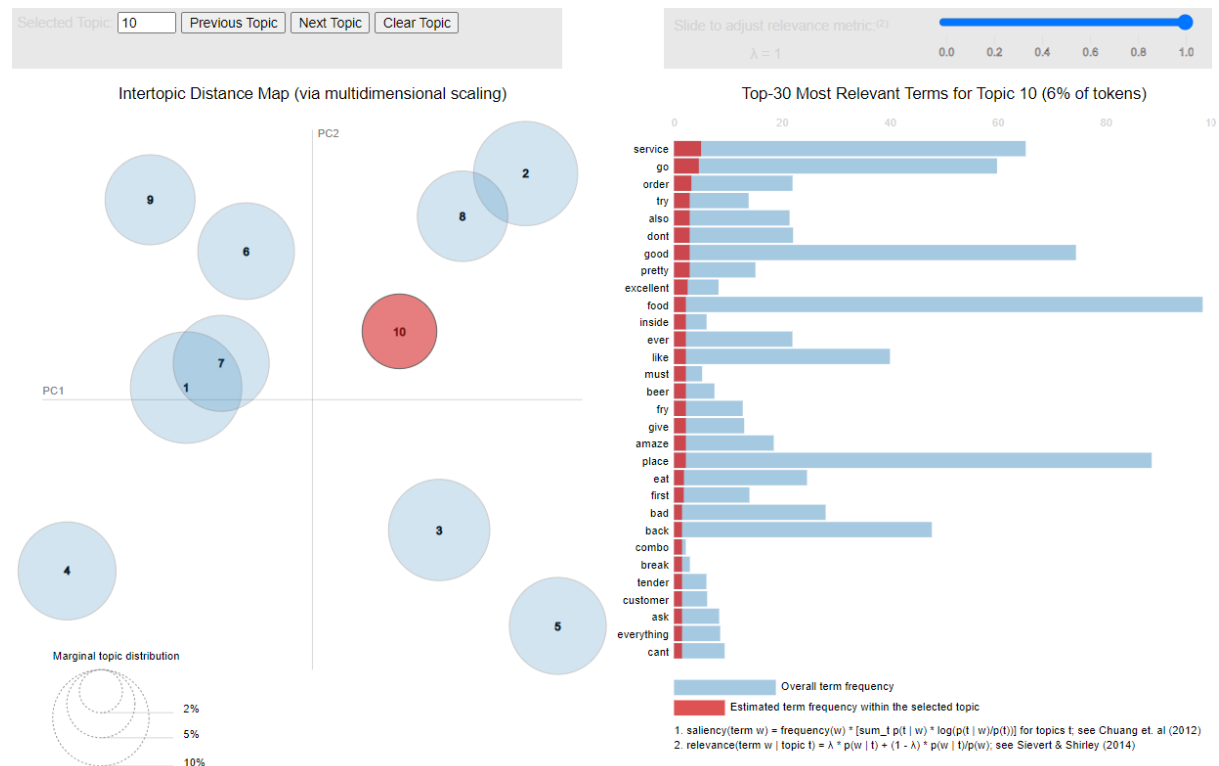 Selected Topic: 10 Previous Topic Next Topic Clear Topic
Slide to adjust relevance metric:(2)
λ = 1
0.0 0.2 0.4 0.6 0.8 1.0
Intertopic Distance Map (via multidimensional scaling)
PC2
PC1
9
2
8
6
10
7
1
3
4
5
Marginal topic distribution
2%
5%
10%
Top-30 Most Relevant Terms for Topic 10 (6% of tokens)
0 20 40 60 80 10
service
go
order
try
also
dont
good
pretty
excellent
food
inside
ever
like
must
beer
fry
give
amaze
place
eat
first
bad
back
combo
break
tender
customer
ask
everything
cant
Overall term frequency
Estimated term frequency within the selected topic
1. saliency(term w) = frequency(w) * [sum_t p(t | w) * log(p(t | w)/p(t))] for topics t; see Chuang et. al (2012)
2. relevance(term w | topic t) = λ * p(w | t) + (1 - λ) * p(w | t)/p(w); see Sievert & Shirley (2014)